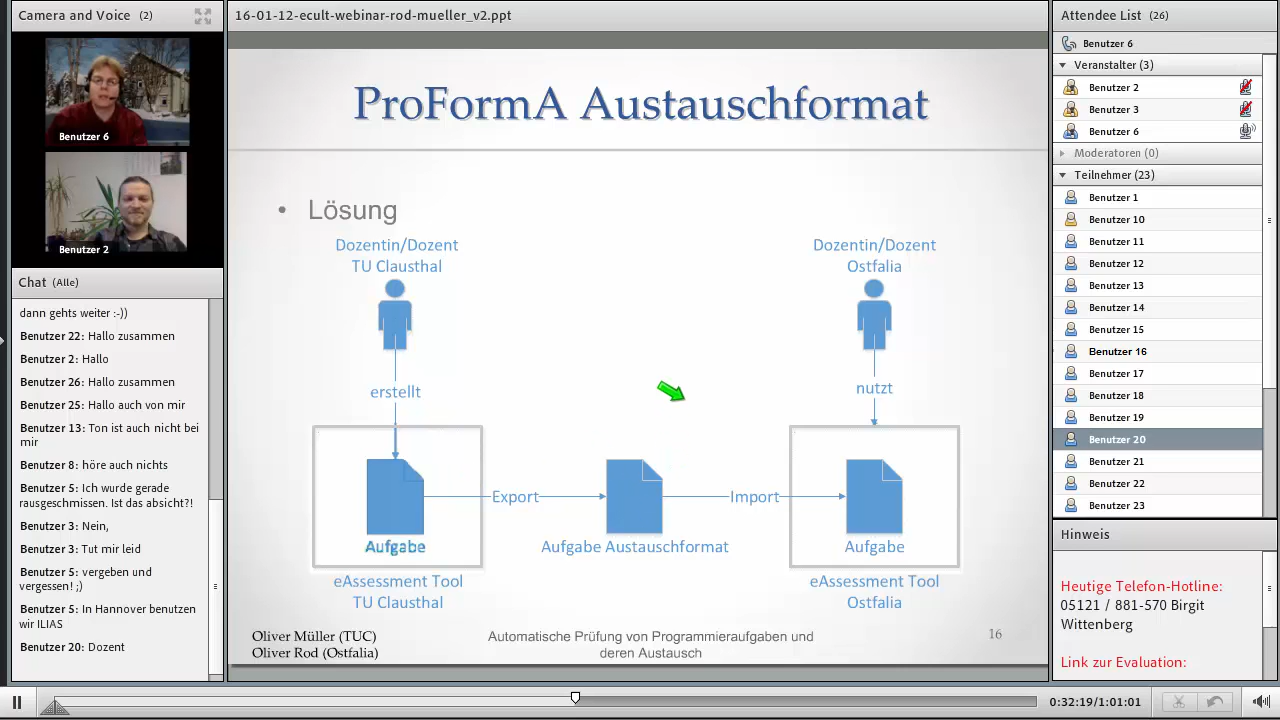 Camera and Voice (2)
Benutzer 6
Benutzer 2
Chat (Alle)
dann gehts weiter :-))
Benutzer 22: Hallo zusammen
Benutzer 2: Hallo
Benutzer 26: Hallo zusammen
Benutzer 25: Hallo auch von mir
Benutzer 13: Ton ist auch nicht bei
mir
Benutzer 8: höre auch nichts
Benutzer 5: Ich wurde gerade
rausgeschmissen. Ist das absicht?!
Benutzer 3: Nein,
Benutzer 3: Tut mir leid
Benutzer 5: vergeben und
vergessen! ;)
Benutzer 5: In Hannover benutzen
wir ILIAS
Benutzer 20: Dozent
16-01-12-ecult-webinar-rod-mueller_v2.ppt
ProFormA Austauschformat
• Lösung
Dozentin/Dozent
TU Clausthal
Dozentin/Dozent
Ostfalia
erstellt
nutzt
Export
Import
Aufgabe
Aufgabe Austauschformat
Aufgabe
eAssessment Tool
TU Clausthal
eAssessment Tool
Ostfalia
Oliver Müller (TUC)
Oliver Rod (Ostfalia)
Automatische Prüfung von Programmieraufgaben und
deren Austausch
16
Attendee List (26)
Benutzer 6
Veranstalter (3)
Benutzer 2
Benutzer 3
Benutzer 6
Moderatoren (0)
Teilnehmer (23)
Benutzer 1
Benutzer 10
Benutzer 11
Benutzer 12
Benutzer 13
Benutzer 14
Benutzer 15
Benutzer 16
Benutzer 17
Benutzer 18
Benutzer 19
Benutzer 20
Benutzer 21
Benutzer 22
Benutzer 23
Hinweis
Heutige Telefon-Hotline:
05121 / 881-570 Birgit
Wittenberg
Link zur Evaluation:
0:32:19/1:01:01